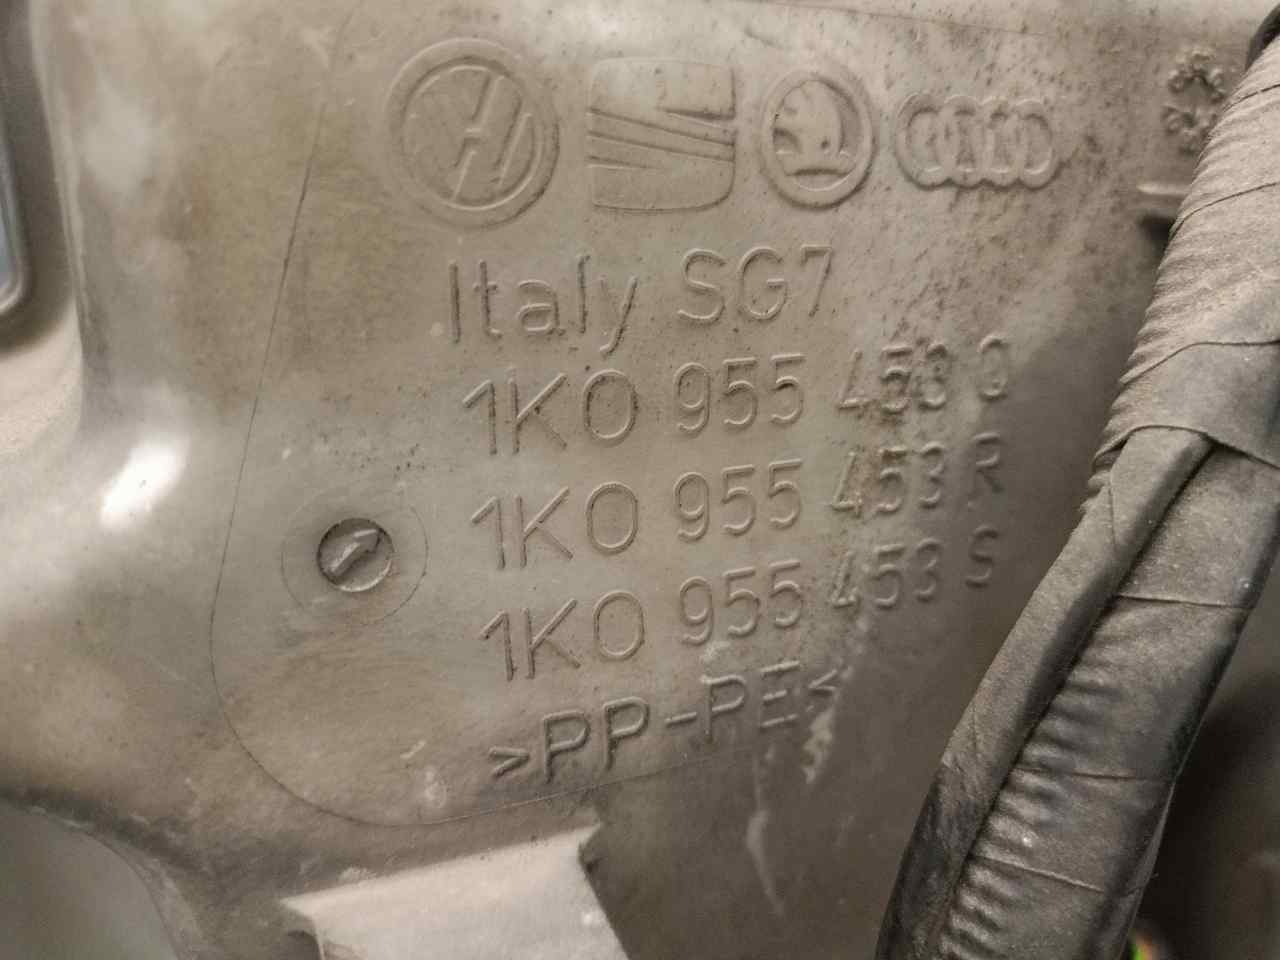 Italy SG7
1K0 955 453 Q
1K0 955 453 R
1K0 955 453 S
>PP-PE<